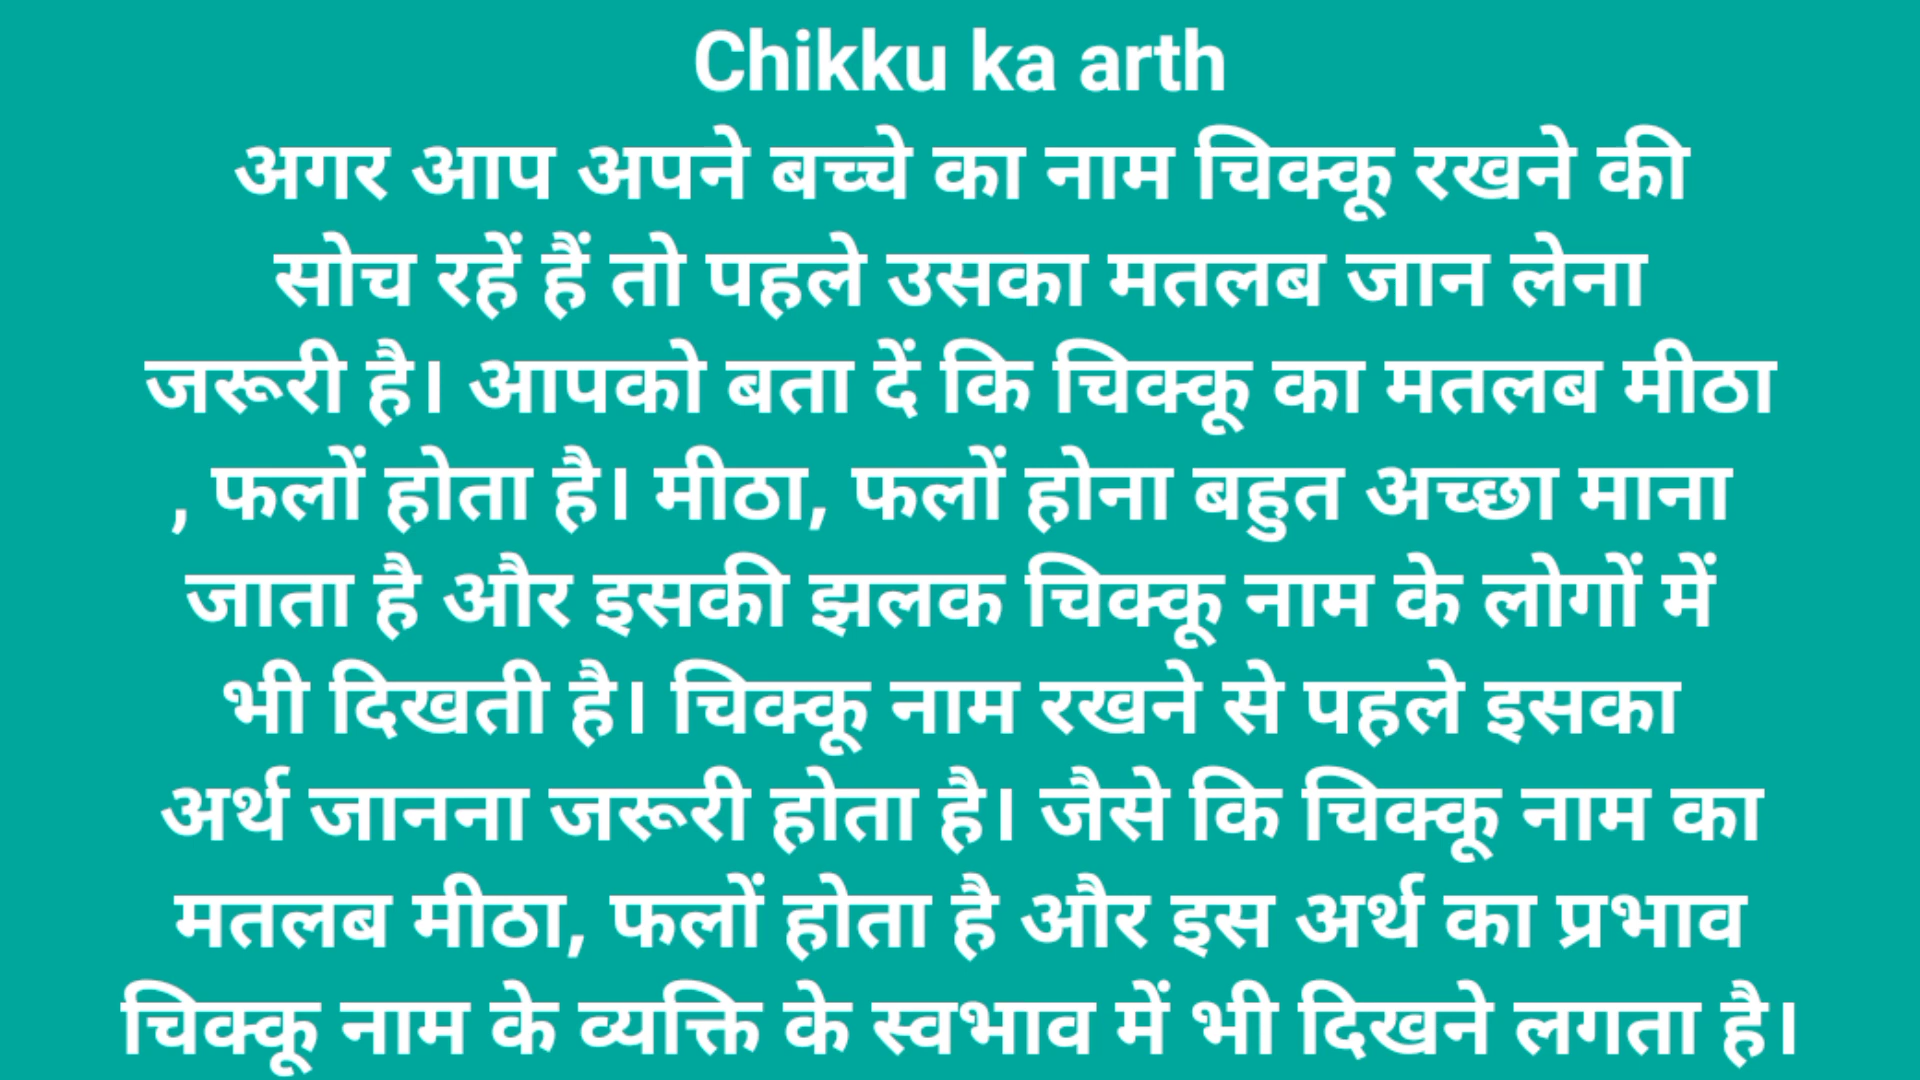 Chikku ka arth
अगर आप अपने बच्चे का नाम चिक्कू रखने की
सोच रहें हैं तो पहले उसका मतलब जान लेना
जरूरी है। आपको बता दें कि चिक्कू का मतलब मीठा
, फलों होता है। मीठा, फलों होना बहुत अच्छा माना
जाता है और इसकी झलक चिक्कू नाम के लोगों में
भी दिखती है। चिक्कू नाम रखने से पहले इसका
अर्थ जानना जरूरी होता है। जैसे कि चिक्कू नाम का
मतलब मीठा, फलों होता है और इस अर्थ का प्रभाव
चिक्कू नाम के व्यक्ति के स्वभाव में भी दिखने लगता है।